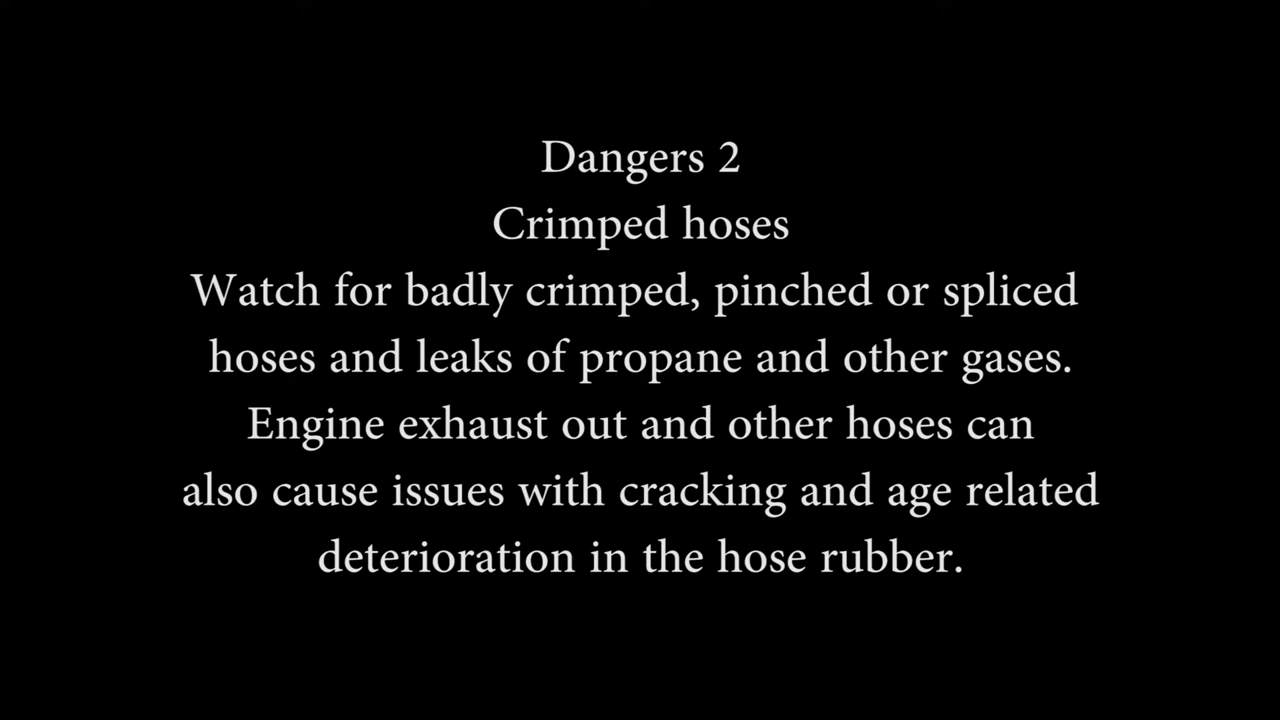 Dangers 2
Crimped hoses
Watch for badly crimped, pinched or spliced
hoses and leaks of propane and other gases.
Engine exhaust out and other hoses can
also cause issues with cracking and age related
deterioration in the hose rubber.